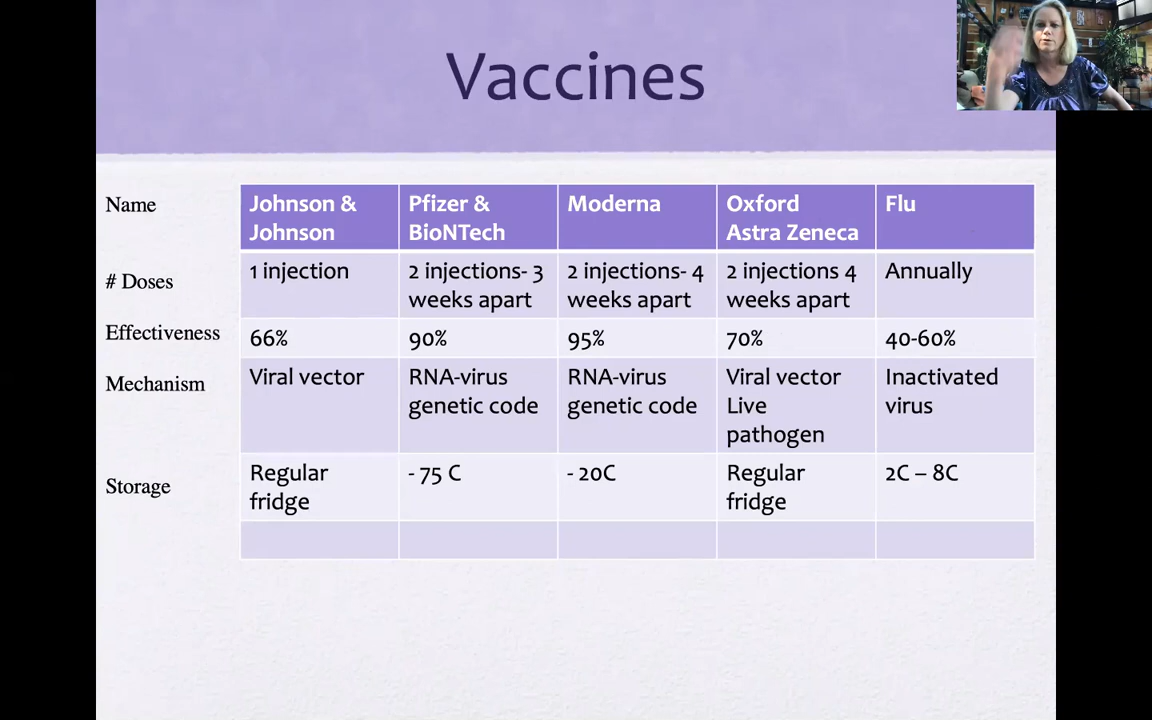 Vaccines
Name
Johnson &
Johnson
Pfizer &
BioNTech
Moderna
Oxford
Astra Zeneca
Flu
# Doses
1 injection
2 injections- 3
weeks apart
2 injections- 4
weeks apart
2 injections 4
weeks apart
Annually
Effectiveness
66%
90%
95%
70%
40-60%
Mechanism
Viral vector
RNA-virus
genetic code
RNA-virus
genetic code
Viral vector
Live
pathogen
Inactivated
virus
Storage
Regular
fridge
- 75 C
- 20C
Regular
fridge
2C – 8C